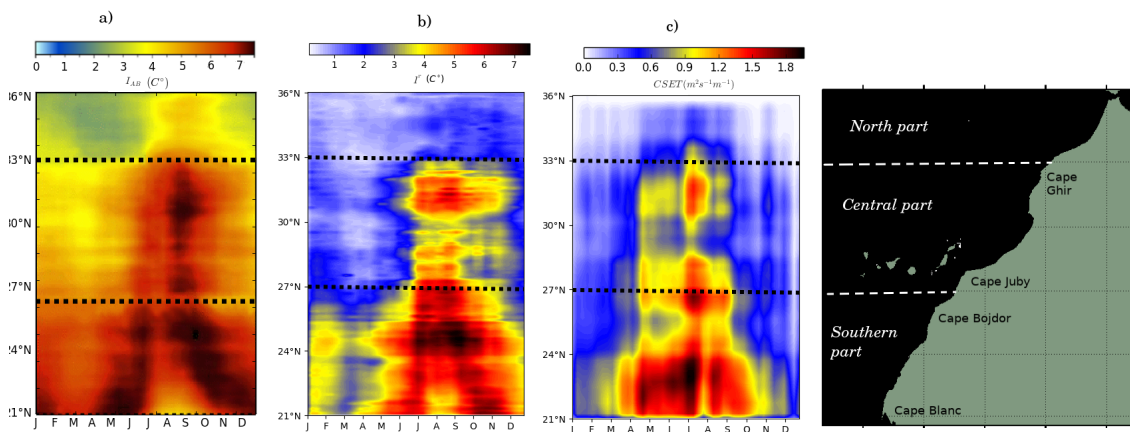 a)
0 1 2 3 4 5 6 7
I_AB (C°)
36°N
33°N
30°N
27°N
24°N
21°N
J F M A M J J A S O N D
b)
1 2 3 4 5 6 7
I^r (C°)
36°N
33°N
30°N
27°N
24°N
21°N
J F M A M J J A S O N D
c)
0.0 0.3 0.6 0.9 1.2 1.5 1.8
CSET(m²s⁻¹m⁻¹)
36°N
33°N
30°N
27°N
24°N
21°N
J F M A M J J A S O N D
North part
Cape
Ghir
Central part
Cape Juby
Cape Bojdor
Southern
part
Cape Blanc